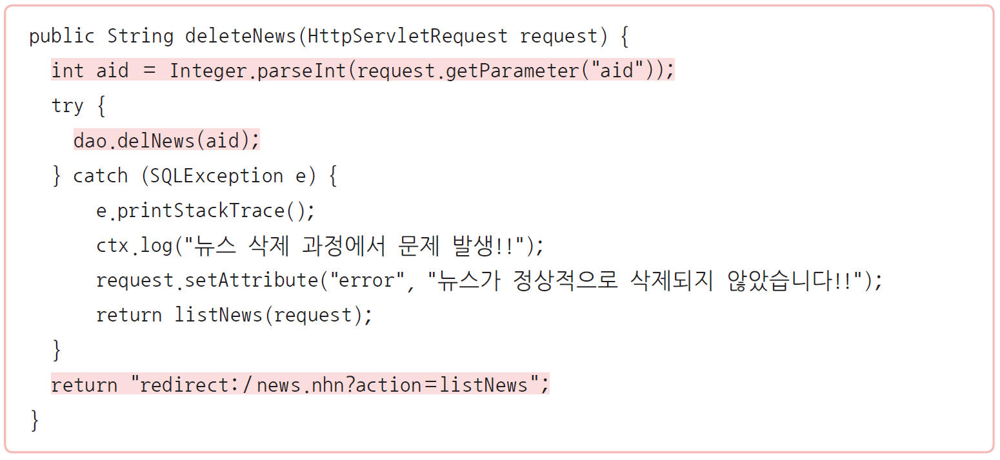 public String deleteNews(HttpServletRequest request) {
int aid = Integer.parseInt(request.getParameter("aid"));
try {
dao.delNews(aid);
} catch (SQLException e) {
e.printStackTrace();
ctx.log("뉴스 삭제 과정에서 문제 발생!!");
request.setAttribute("error", "뉴스가 정상적으로 삭제되지 않았습니다!!");
return listNews(request);
}
return "redirect:/news.nhn?action=listNews";
}